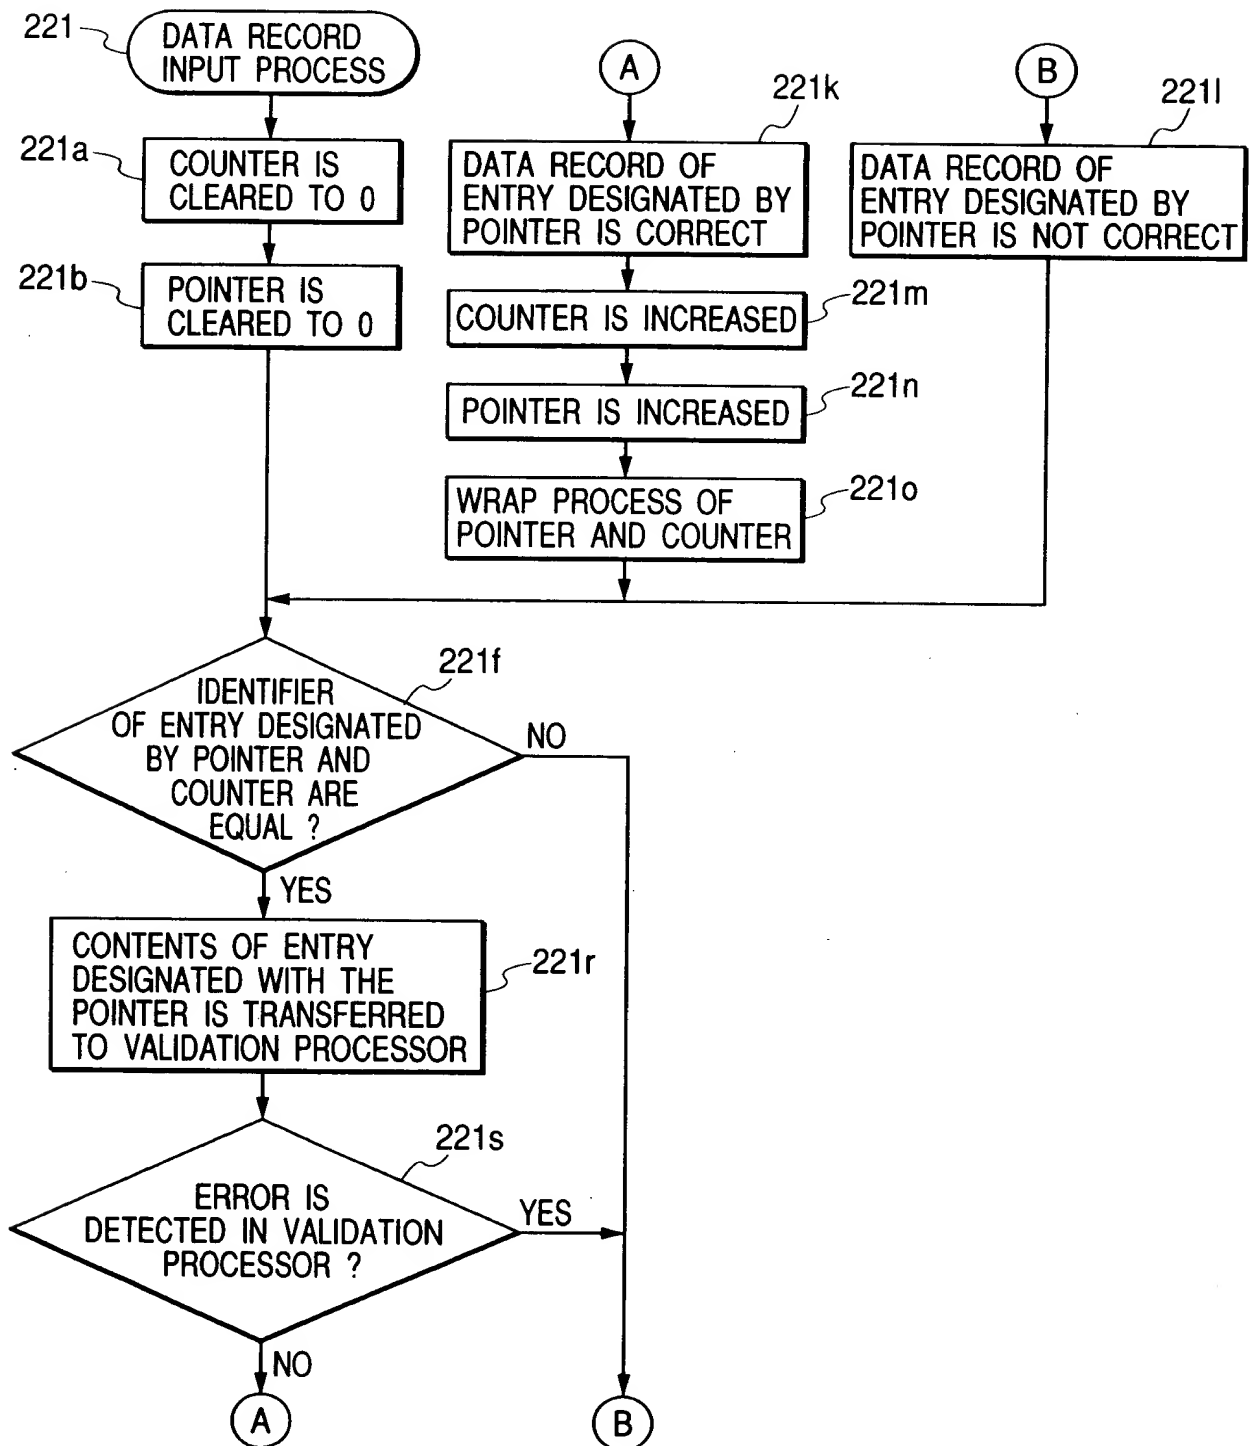 221
DATA RECORD
INPUT PROCESS
221a
COUNTER IS
CLEARED TO 0
221b
POINTER IS
CLEARED TO 0
A
221k
DATA RECORD OF
ENTRY DESIGNATED BY
POINTER IS CORRECT
221m
COUNTER IS INCREASED
221n
POINTER IS INCREASED
221o
WRAP PROCESS OF
POINTER AND COUNTER
B
221l
DATA RECORD OF
ENTRY DESIGNATED BY
POINTER IS NOT CORRECT
221f
IDENTIFIER
OF ENTRY DESIGNATED
BY POINTER AND
COUNTER ARE
EQUAL ?
NO
YES
CONTENTS OF ENTRY
DESIGNATED WITH THE
POINTER IS TRANSFERRED
TO VALIDATION PROCESSOR
221r
221s
ERROR IS
DETECTED IN VALIDATION
PROCESSOR ?
YES
NO
A
B